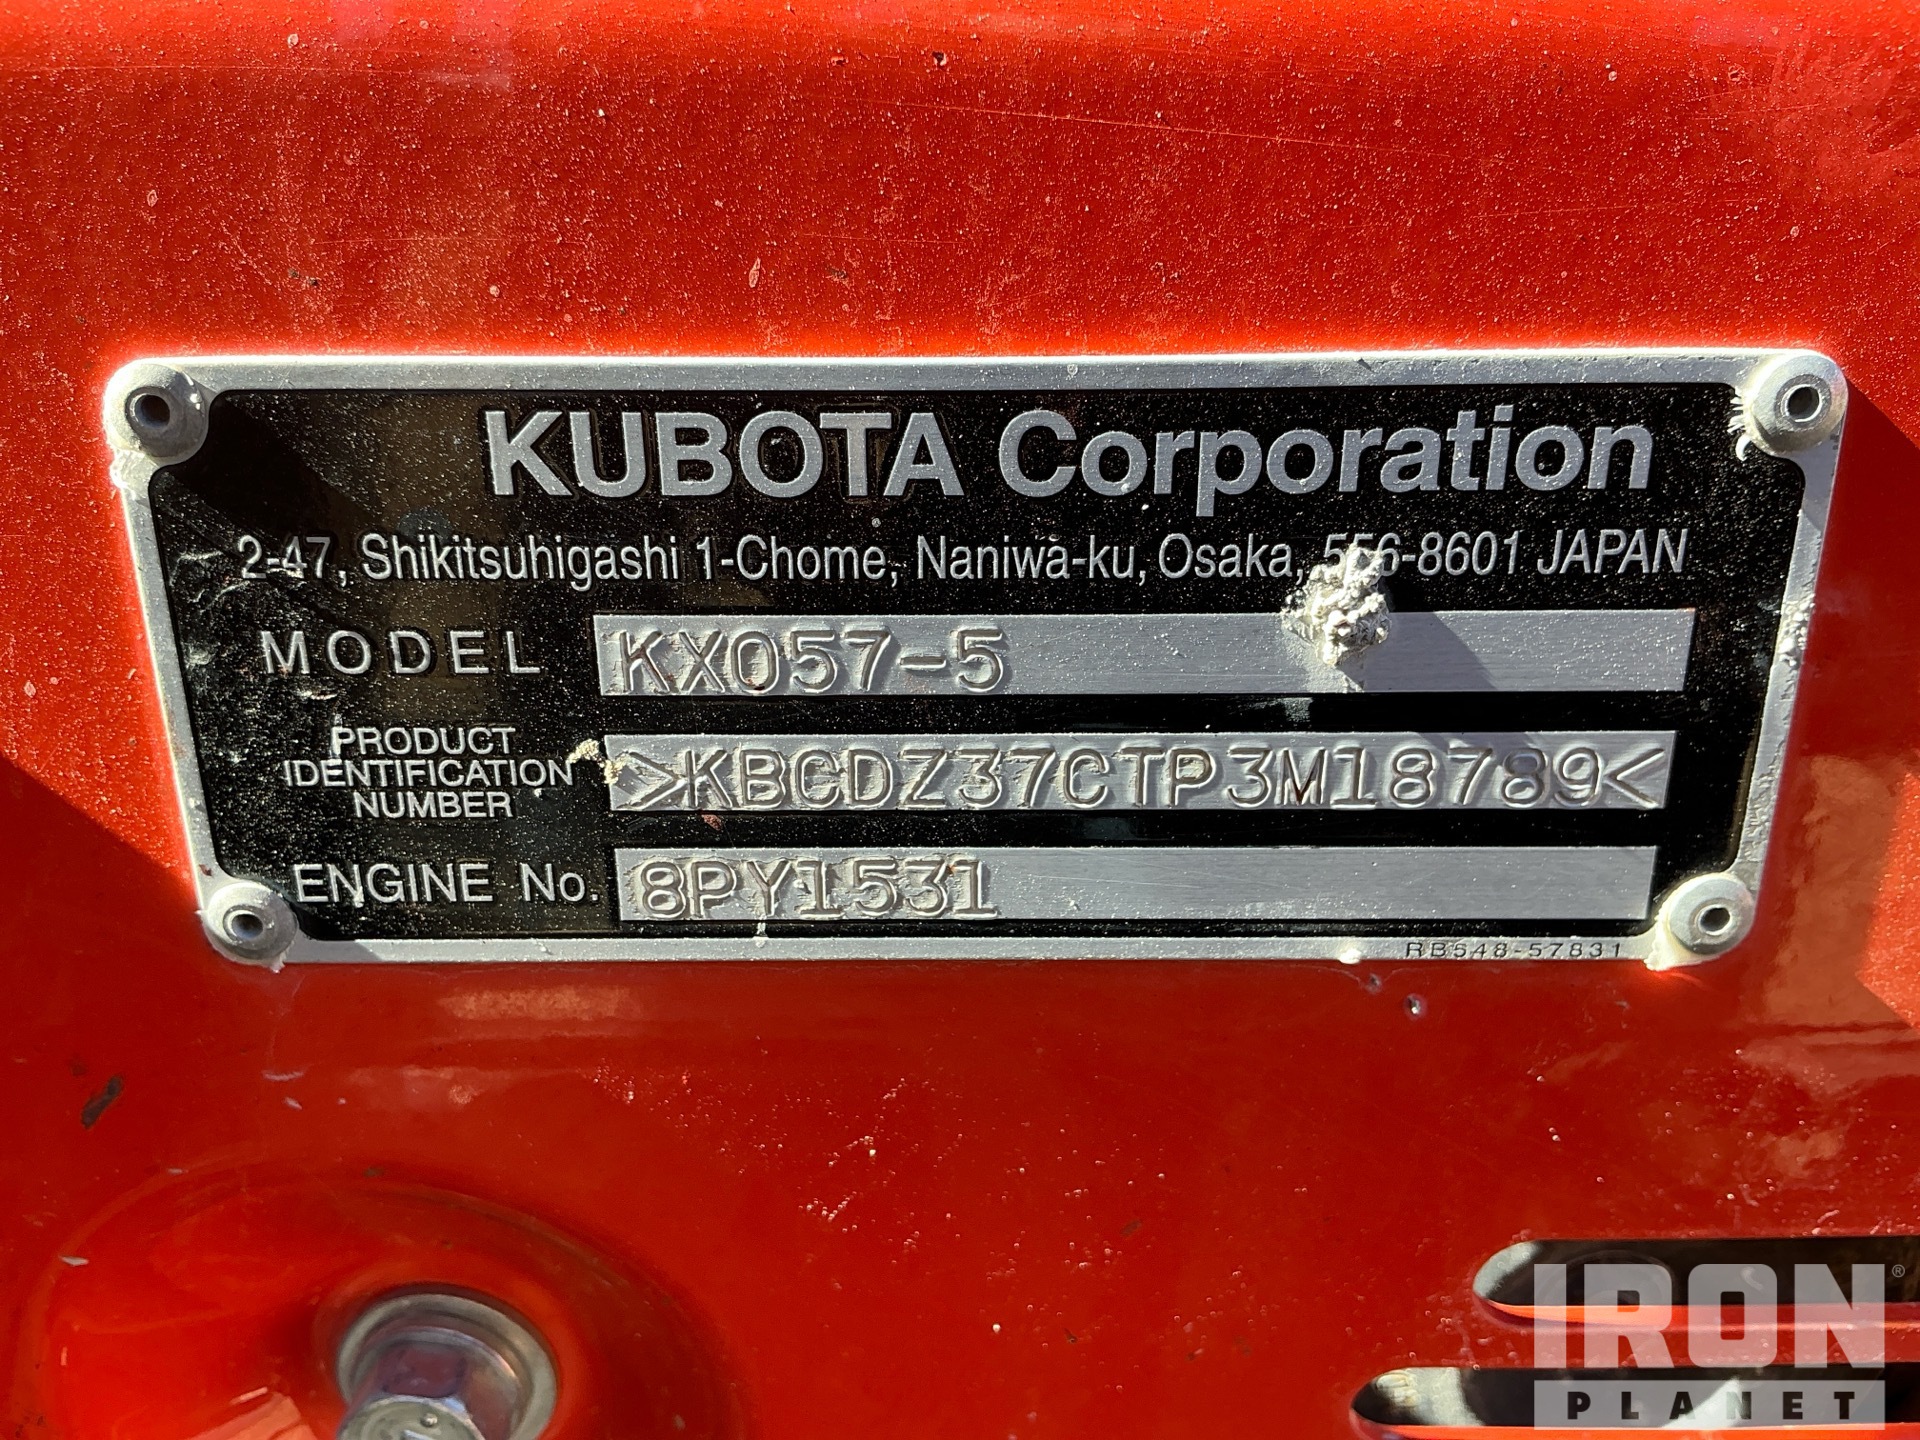 KUBOTA Corporation
2-47, Shikitsuhigashi 1-Chome, Naniwa-ku, Osaka, 556-8601 JAPAN
MODEL KX057-5
PRODUCT
IDENTIFICATION
NUMBER
>KBCDZ37CTP3M18789<
ENGINE No. 8PY1531
RB548-57831
IRON®
PLANET